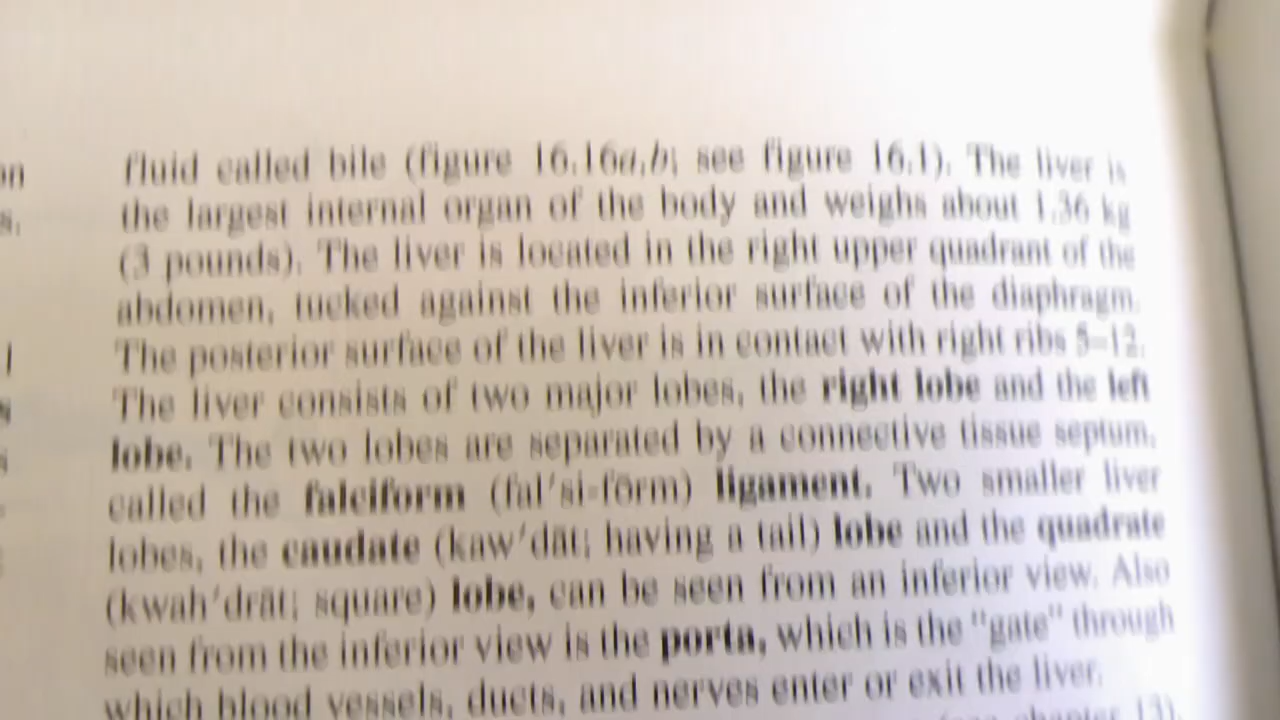 on
s.
fluid called bile (figure 16.16a,b; see figure 16.1). The liver is
the largest internal organ of the body and weighs about 1.36 kg
(3 pounds). The liver is located in the right upper quadrant of the
abdomen, tucked against the inferior surface of the diaphragm.
The posterior surface of the liver is in contact with right ribs 5–12.
The liver consists of two major lobes, the right lobe and the left
lobe. The two lobes are separated by a connective tissue septum,
called the falciform (fal′si-fōrm) ligament. Two smaller liver
lobes, the caudate (kaw′dāt; having a tail) lobe and the quadrate
(kwah′drāt; square) lobe, can be seen from an inferior view. Also
seen from the inferior view is the porta, which is the "gate" through
which blood vessels, ducts, and nerves enter or exit the liver.
(see chapter 13).